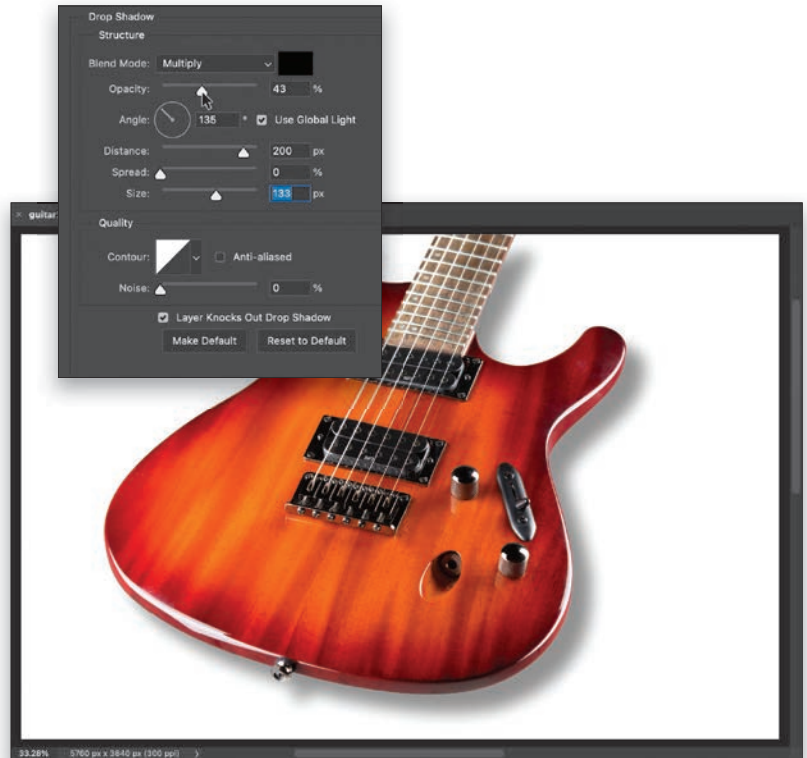 Drop Shadow
Structure
Blend Mode: Multiply
Opacity: 43 %
Angle: 135 ° Use Global Light
Distance: 200 px
Spread: 0 %
Size: 133 px
Quality
Contour: Anti-aliased
Noise: 0 %
Layer Knocks Out Drop Shadow
Make Default Reset to Default
× guitar
33.28% 5760 px x 3840 px (300 ppi) >